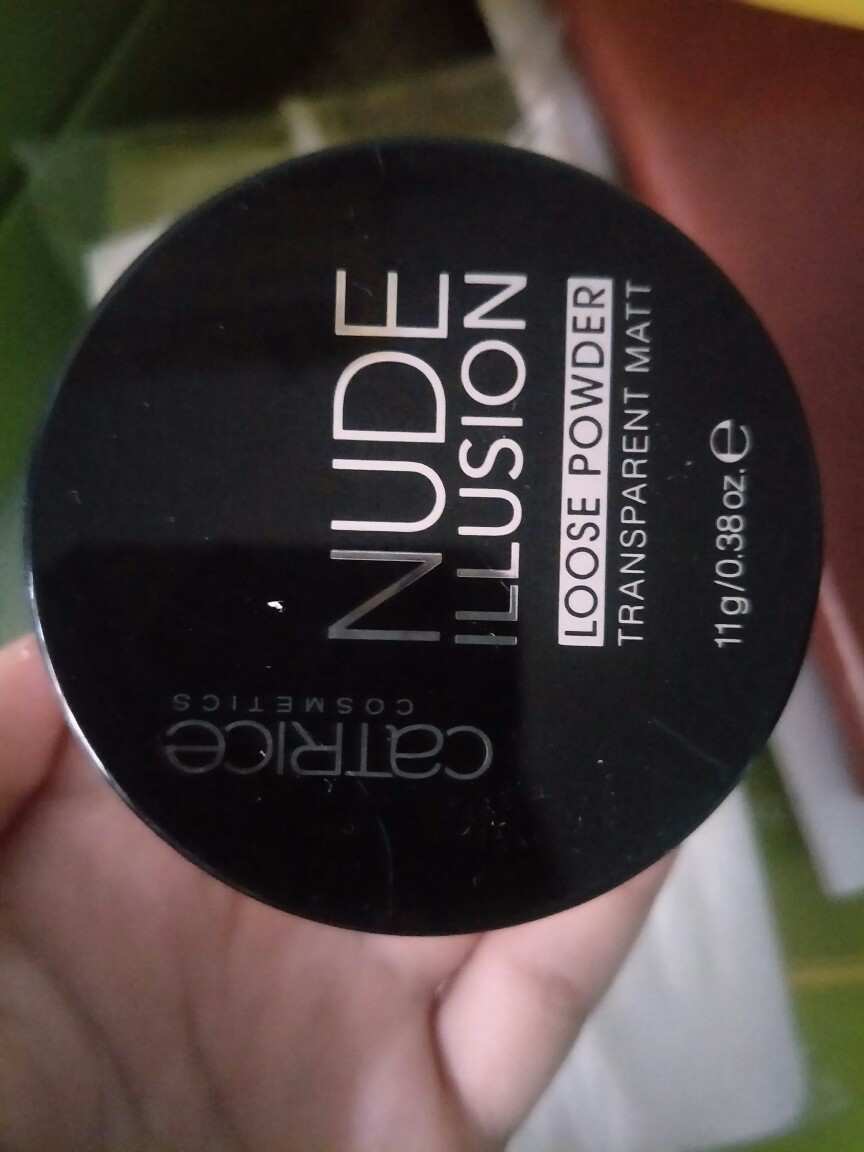 NUDE
ILLUSION
LOOSE POWDER
TRANSPARENT MATT
11g/0.38oz.℮
CATRICE
COSMETICS